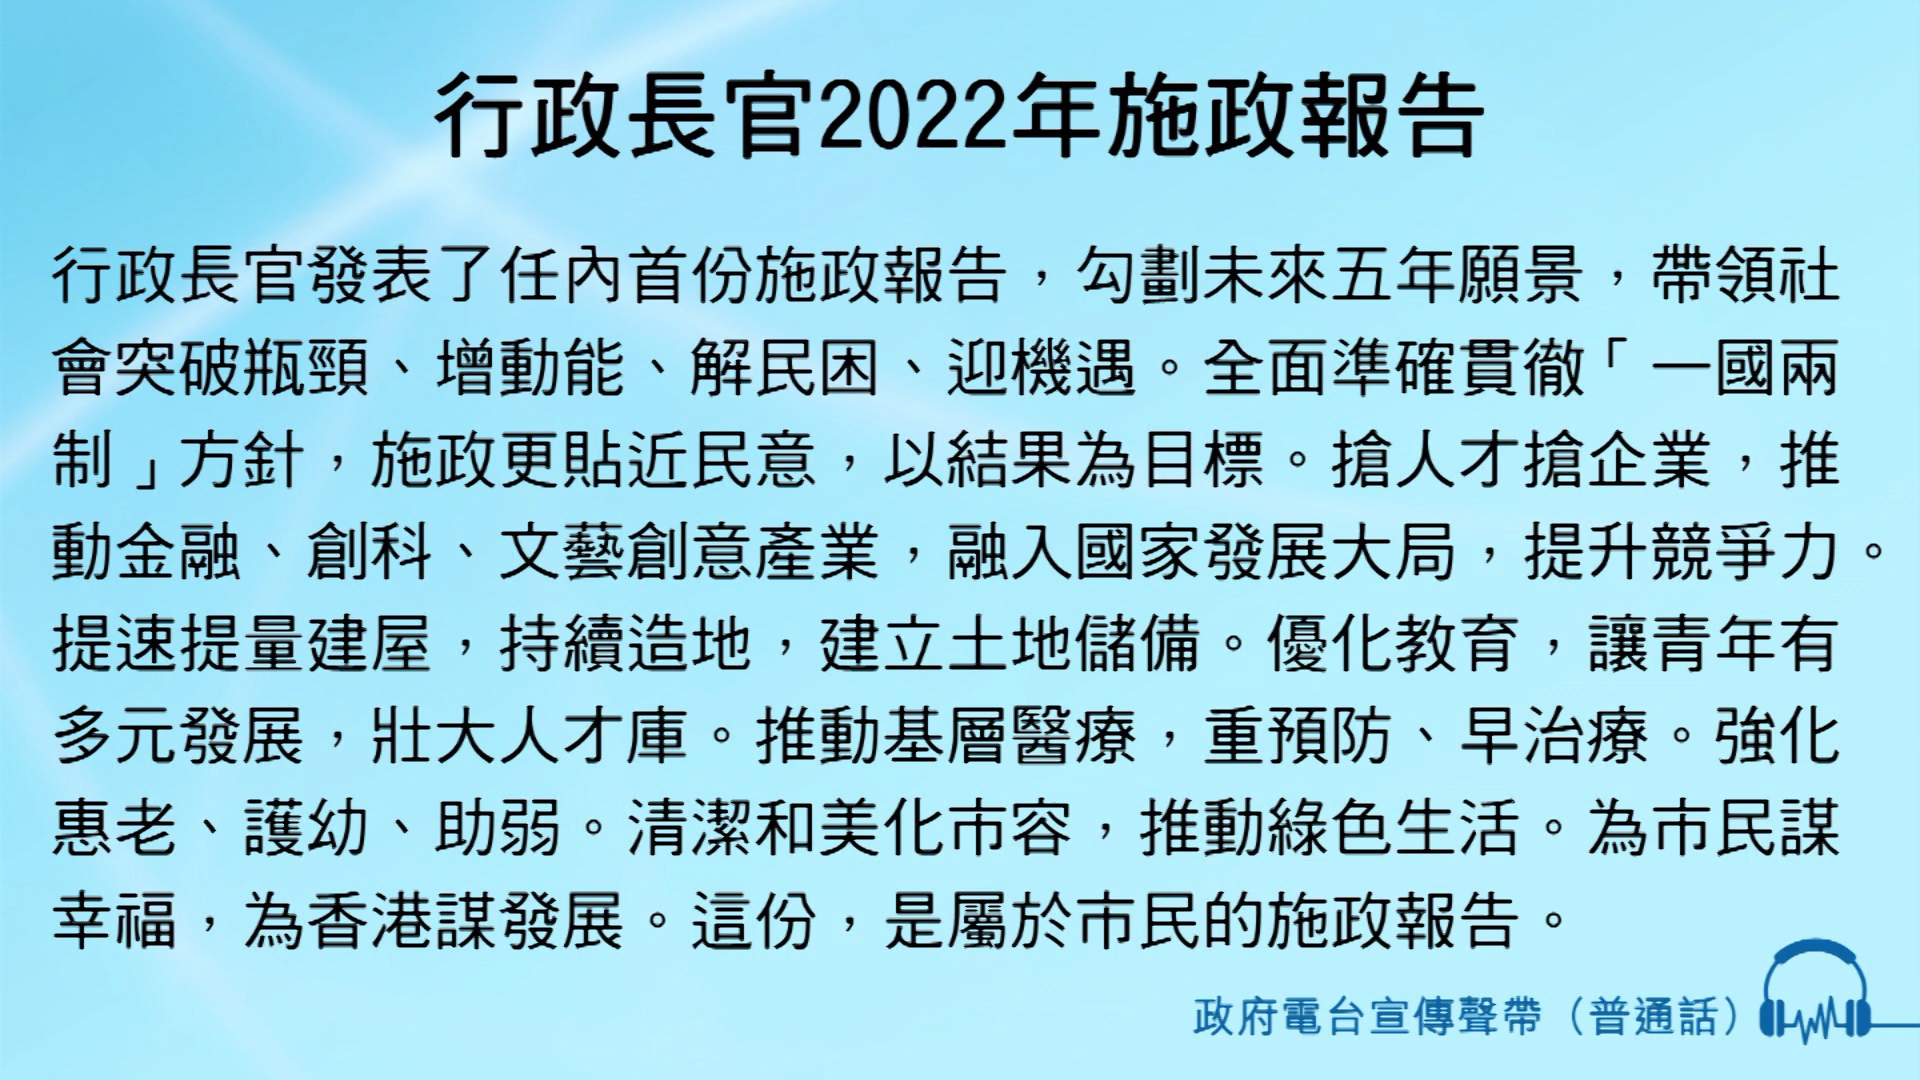 行政長官2022年施政報告
行政長官發表了任內首份施政報告，勾劃未來五年願景，帶領社
會突破瓶頸、增動能、解民困、迎機遇。全面準確貫徹「一國兩
制」方針，施政更貼近民意，以結果為目標。搶人才搶企業，推
動金融、創科、文藝創意產業，融入國家發展大局，提升競爭力。
提速提量建屋，持續造地，建立土地儲備。優化教育，讓青年有
多元發展，壯大人才庫。推動基層醫療，重預防、早治療。強化
惠老、護幼、助弱。清潔和美化市容，推動綠色生活。為市民謀
幸福，為香港謀發展。這份，是屬於市民的施政報告。
政府電台宣傳聲帶（普通話）